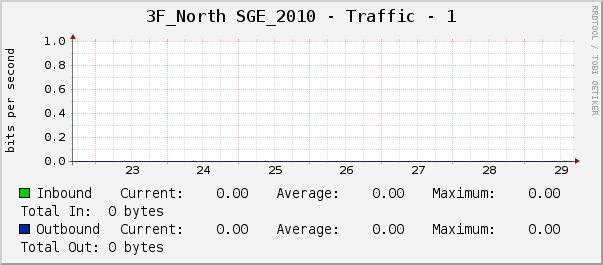 3F_North SGE_2010 - Traffic - 1
RRDTOOL / TOBI OETIKER
bits per second
1.0
0.8
0.6
0.4
0.2
0.0
23 24 25 26 27 28 29
Inbound Current: 0.00 Average: 0.00 Maximum: 0.00
Total In: 0 bytes
Outbound Current: 0.00 Average: 0.00 Maximum: 0.00
Total Out: 0 bytes